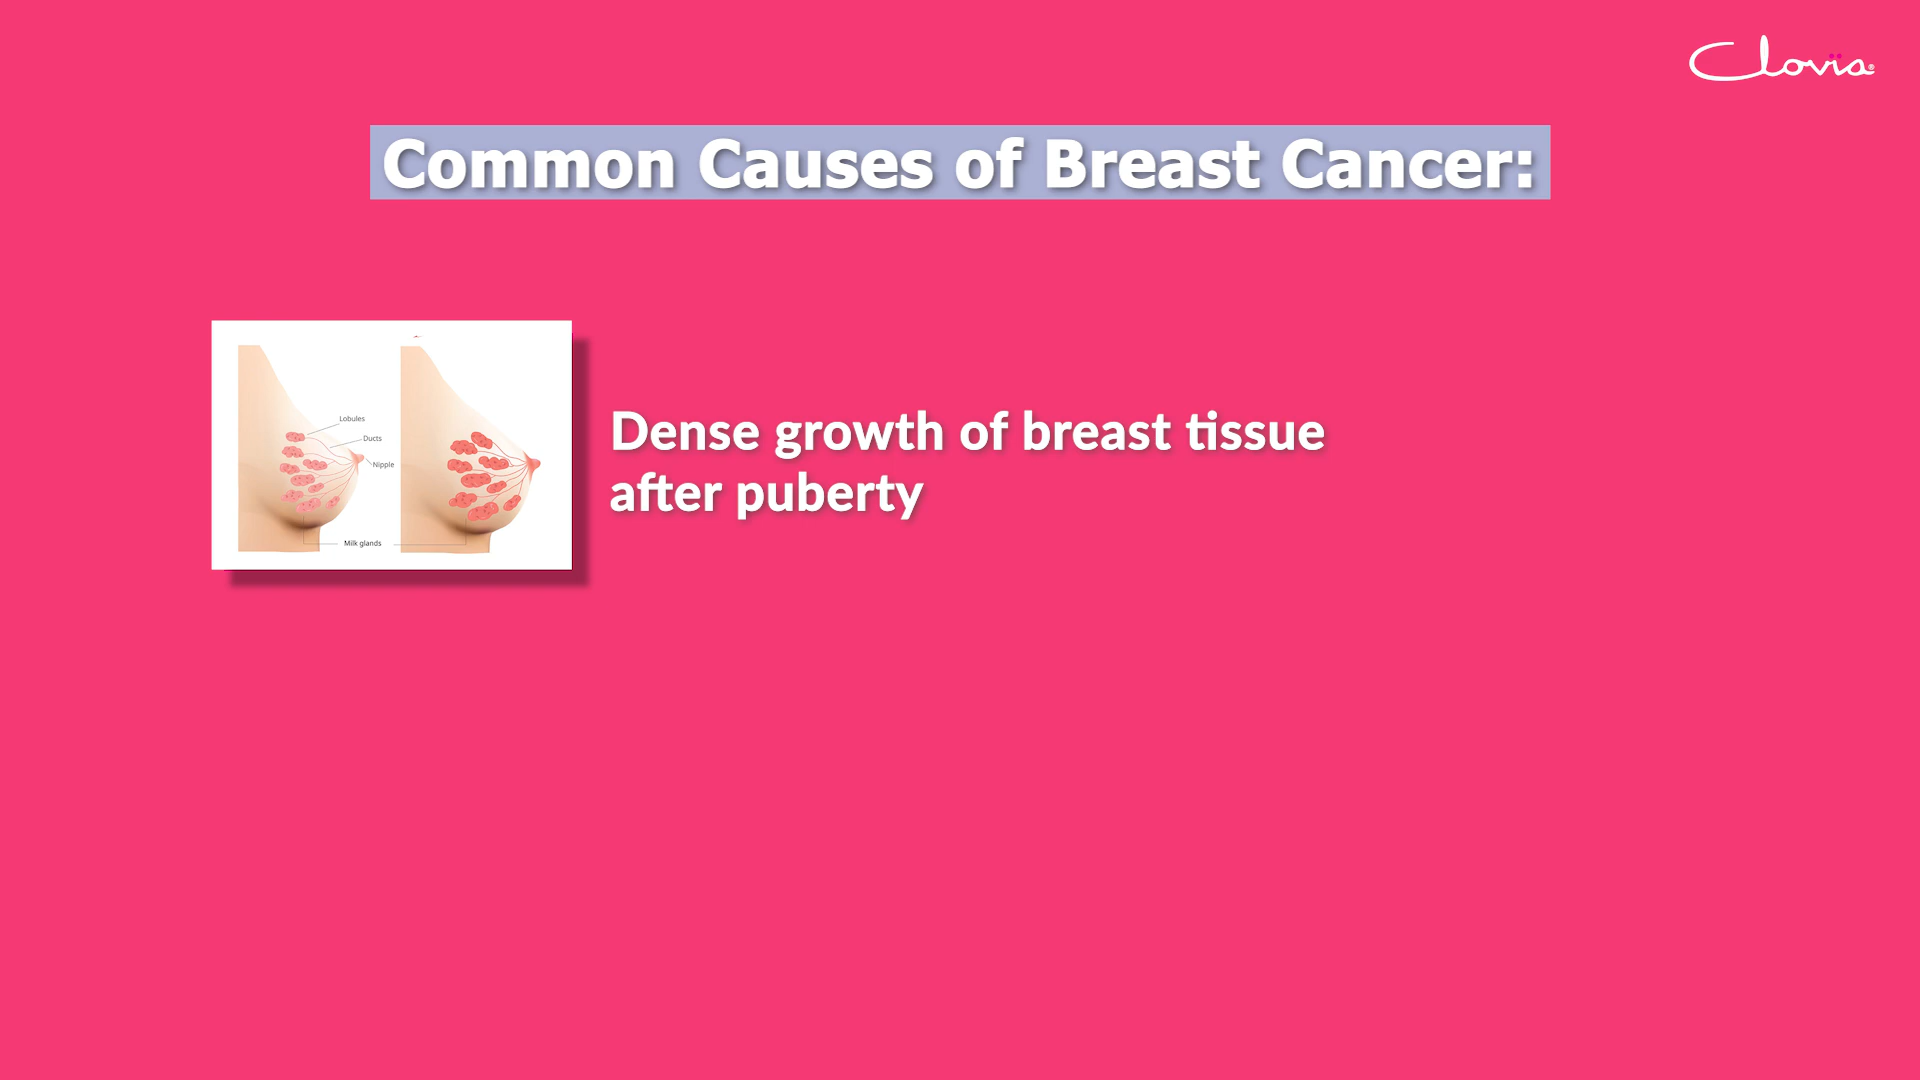 Clovia®
Common Causes of Breast Cancer:
Lobules
Ducts
Nipple
Milk glands
Dense growth of breast tissue
after puberty